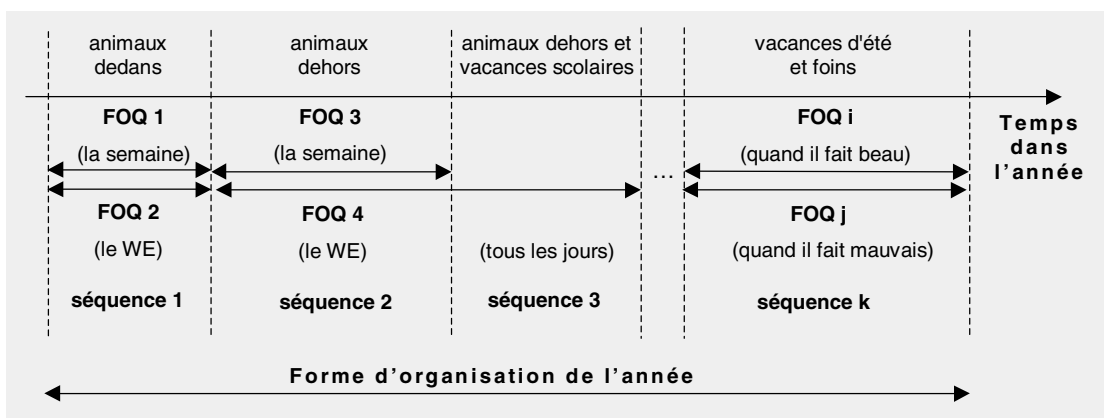 animaux
dedans
animaux
dehors
animaux dehors et
vacances scolaires
vacances d'été
et foins
FOQ 1
(la semaine)
FOQ 3
(la semaine)
FOQ i
(quand il fait beau)
Temps
dans
l'année
...
FOQ 2
(le WE)
FOQ 4
(le WE)
(tous les jours)
FOQ j
(quand il fait mauvais)
séquence 1
séquence 2
séquence 3
séquence k
Forme d'organisation de l'année